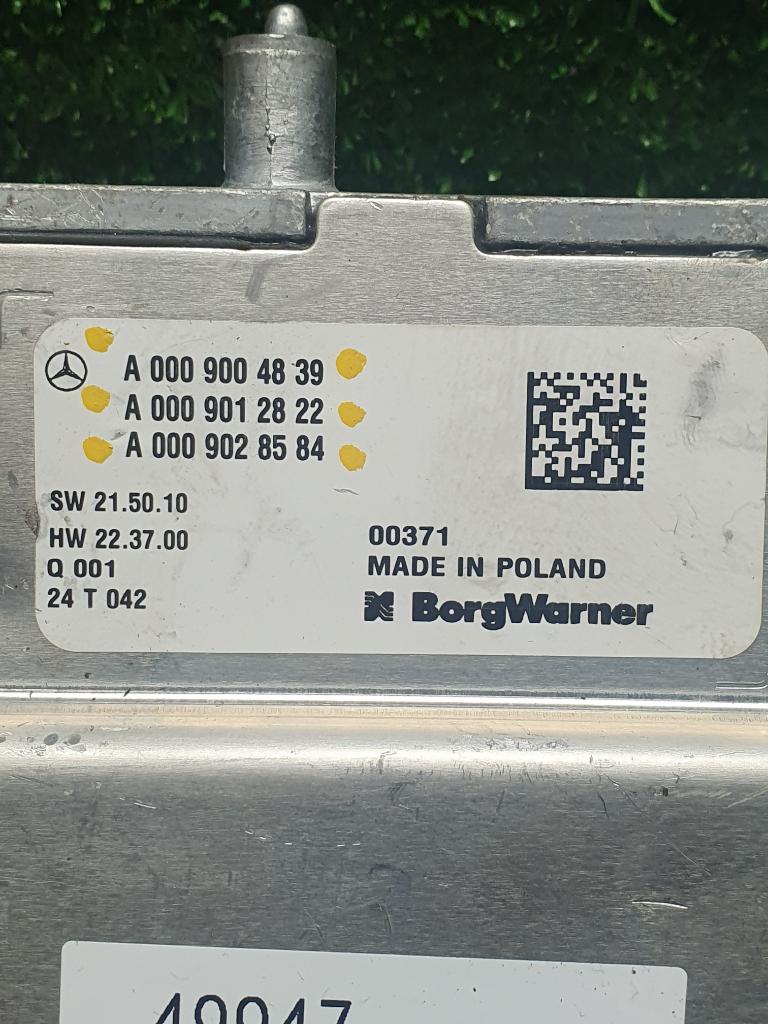 A 000 900 48 39
A 000 901 28 22
A 000 902 85 84
SW 21.50.10
HW 22.37.00
Q 001
24 T 042
00371
MADE IN POLAND
BorgWarner
49947